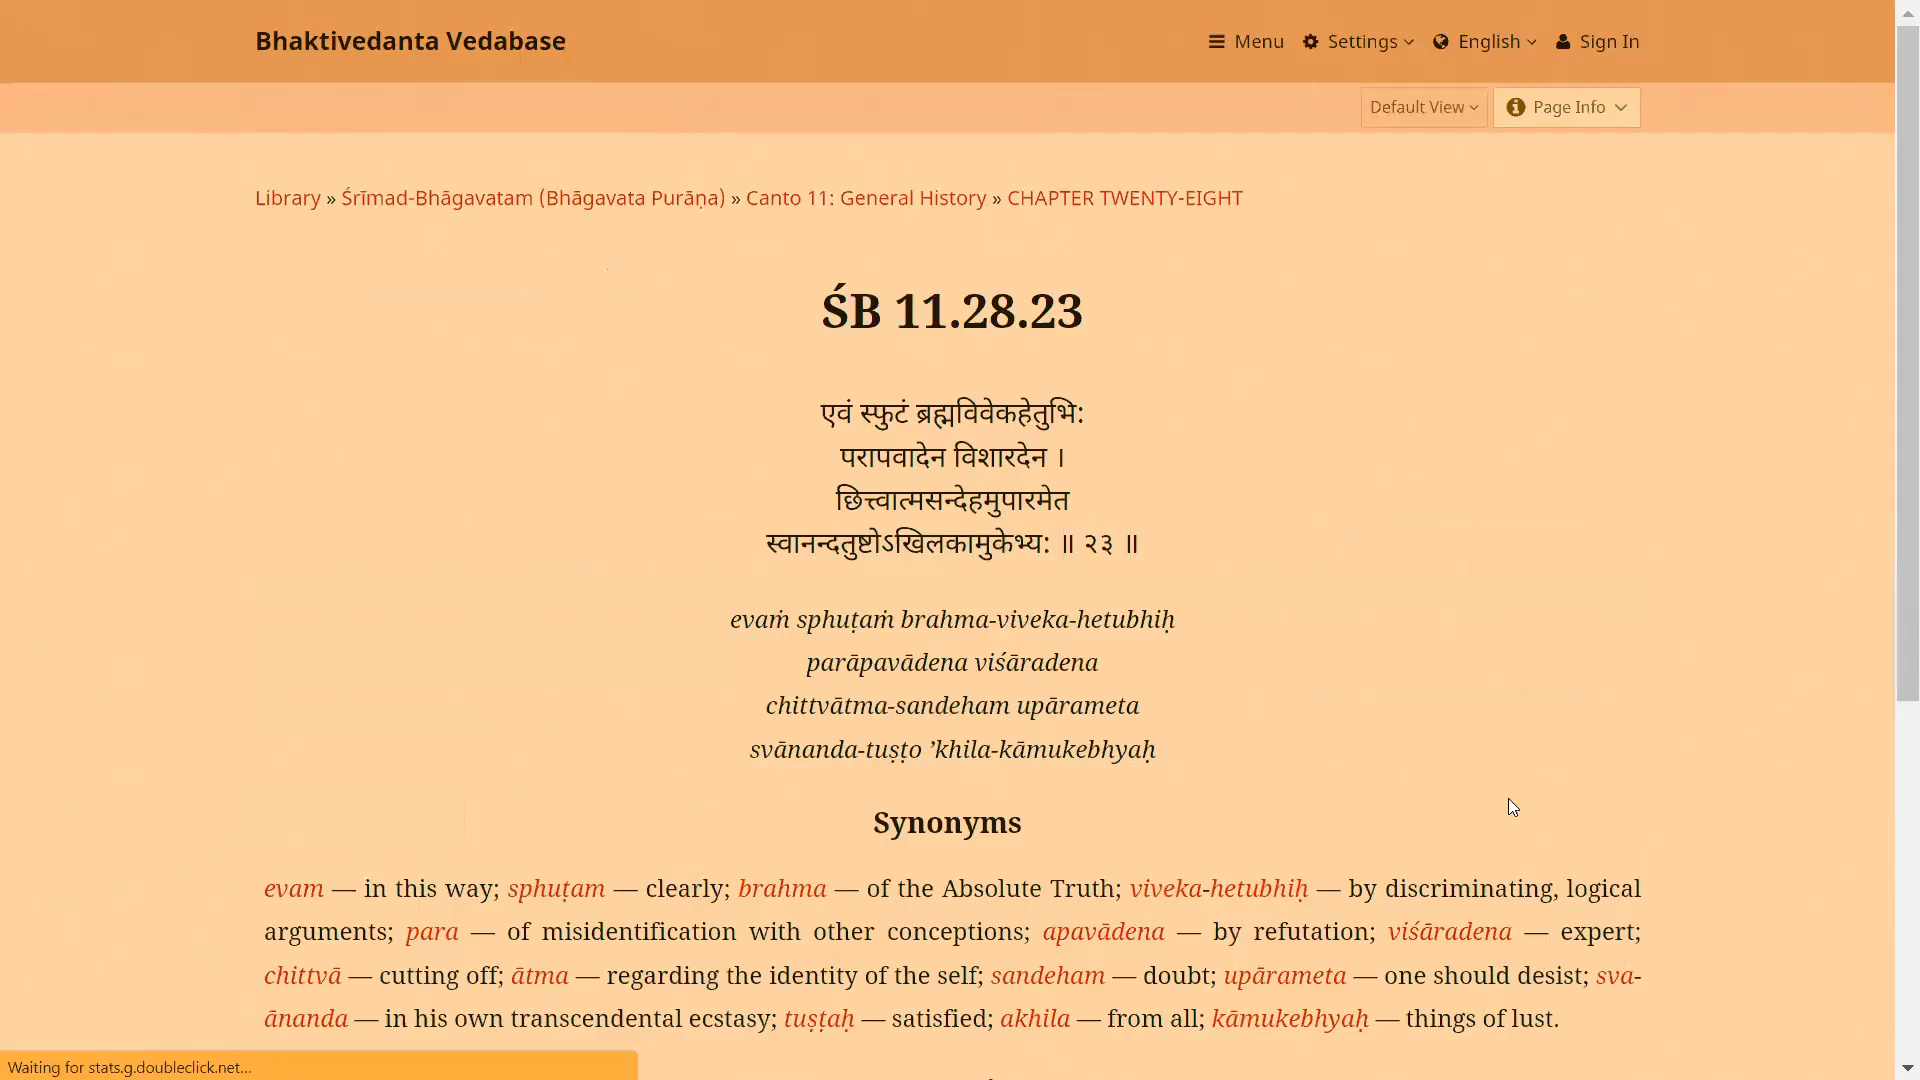 Bhaktivedanta Vedabase
Menu Settings English Sign In
Default View Page Info
Library » Śrīmad-Bhāgavatam (Bhāgavata Purāṇa) » Canto 11: General History » CHAPTER TWENTY-EIGHT
ŚB 11.28.23
एवं स्फुटं ब्रह्मविवेकहेतुभि:
परापवादेन विशारदेन ।
छित्त्वात्मसन्देहमुपारमेत
स्वानन्दतुष्टोऽखिलकामुकेभ्य: ॥ २३ ॥
evaṁ sphuṭaṁ brahma-viveka-hetubhiḥ
parāpavādena viśāradena
chittvātma-sandeham upārameta
svānanda-tuṣṭo ’khila-kāmukebhyaḥ
Synonyms
evam — in this way; sphuṭam — clearly; brahma — of the Absolute Truth; viveka-hetubhiḥ — by discriminating, logical
arguments; para — of misidentification with other conceptions; apavādena — by refutation; viśāradena — expert;
chittvā — cutting off; ātma — regarding the identity of the self; sandeham — doubt; upārameta — one should desist; sva-
ānanda — in his own transcendental ecstasy; tuṣṭaḥ — satisfied; akhila — from all; kāmukebhyaḥ — things of lust.
Waiting for stats.g.doubleclick.net...